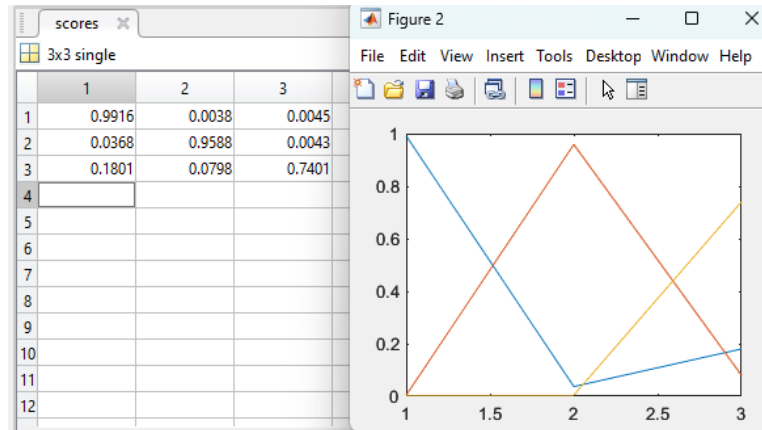 scores
3x3 single
1 2 3
1 0.9916 0.0038 0.0045
2 0.0368 0.9588 0.0043
3 0.1801 0.0798 0.7401
4
5
6
7
8
9
10
11
12
Figure 2
File Edit View Insert Tools Desktop Window Help
1
0.8
0.6
0.4
0.2
0
1 1.5 2 2.5 3